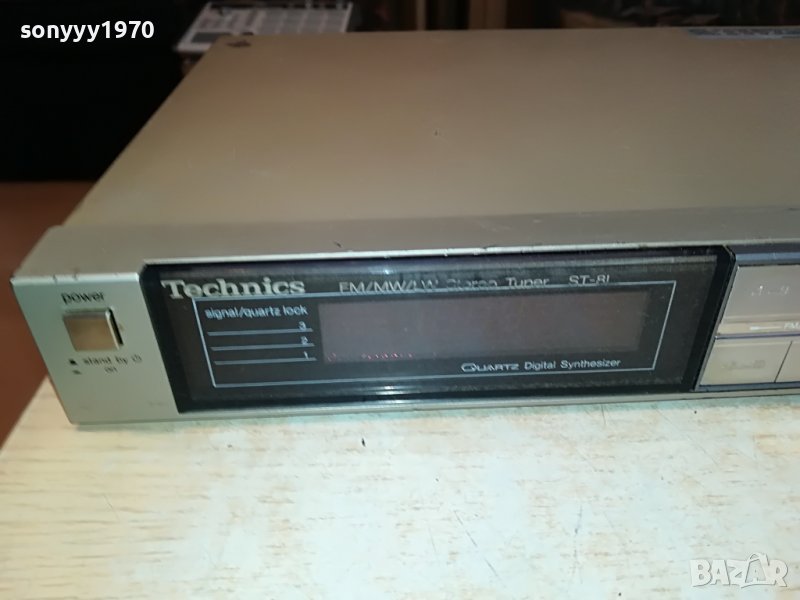 sonyyy1970
Technics
FM/MW/LW Stereo Tuner ST-8L
power
signal/quartz lock
3
2
1
stand by
on
QUARTZ Digital Synthesizer
BAZAR